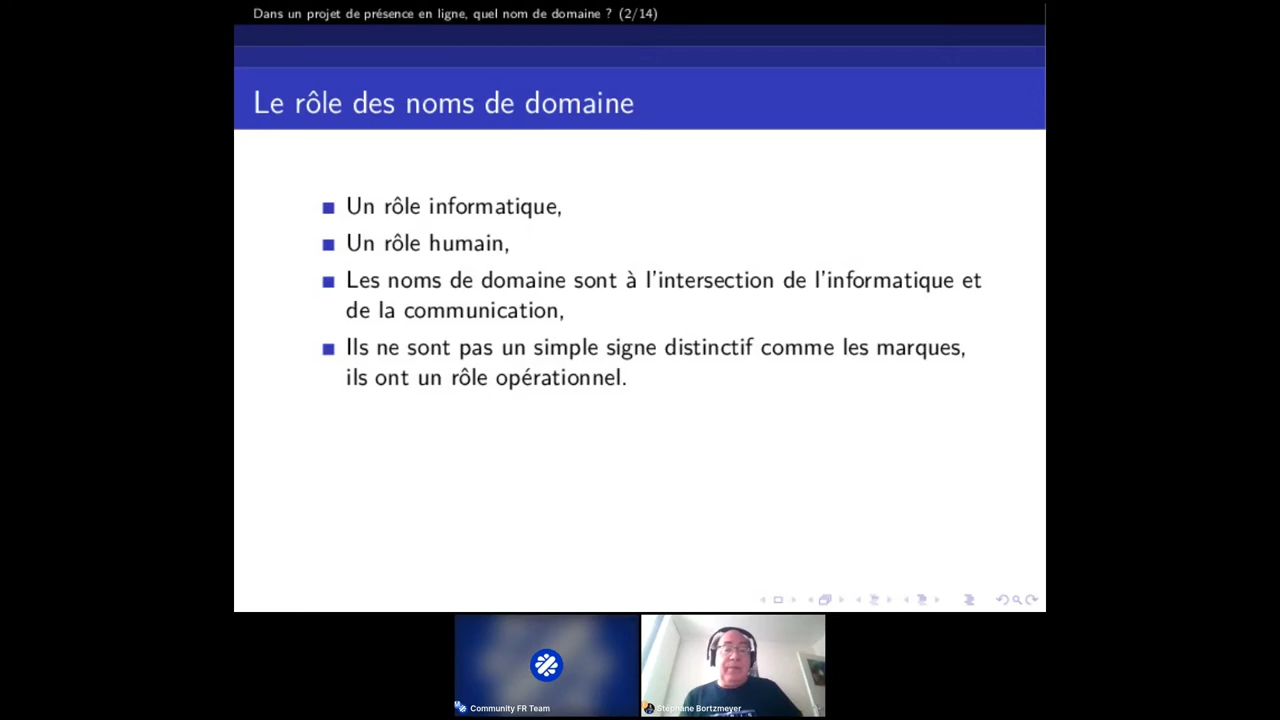 Dans un projet de présence en ligne, quel nom de domaine ? (2/14)
Le rôle des noms de domaine
Un rôle informatique,
Un rôle humain,
Les noms de domaine sont à l'intersection de l'informatique et
de la communication,
Ils ne sont pas un simple signe distinctif comme les marques,
ils ont un rôle opérationnel.
Community FR Team
Stéphane Bortzmeyer